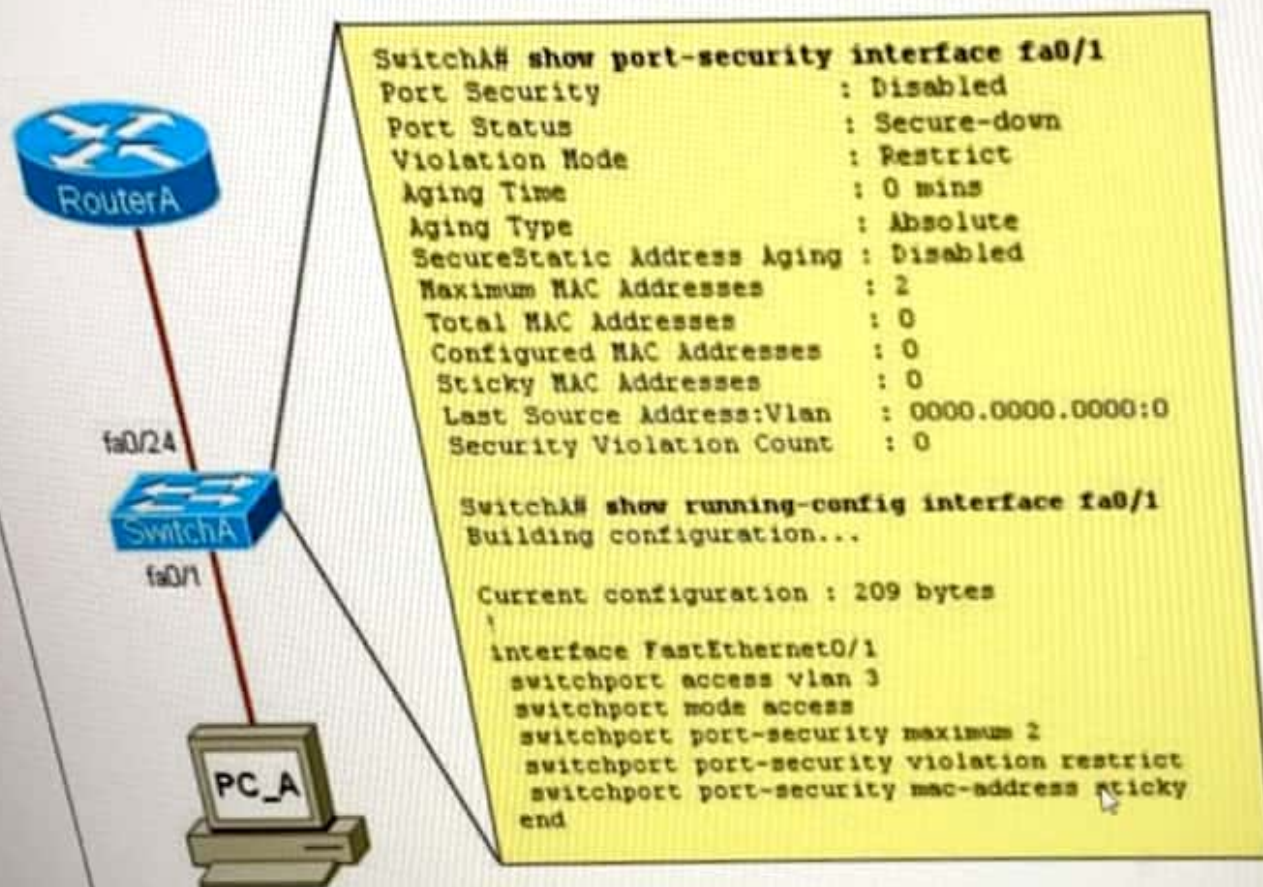 SwitchA# show port-security interface fa0/1
Port Security : Disabled
Port Status : Secure-down
Violation Mode : Restrict
Aging Time : 0 mins
Aging Type : Absolute
SecureStatic Address Aging : Disabled
Maximum MAC Addresses : 2
Total MAC Addresses : 0
Configured MAC Addresses : 0
Sticky MAC Addresses : 0
Last Source Address:Vlan : 0000.0000.0000:0
Security Violation Count : 0
SwitchA# show running-config interface fa0/1
Building configuration...
Current configuration : 209 bytes
!
interface FastEthernet0/1
switchport access vlan 3
switchport mode access
switchport port-security maximum 2
switchport port-security violation restrict
switchport port-security mac-address sticky
end
RouterA
fa0/24
SwitchA
fa0/1
PC_A